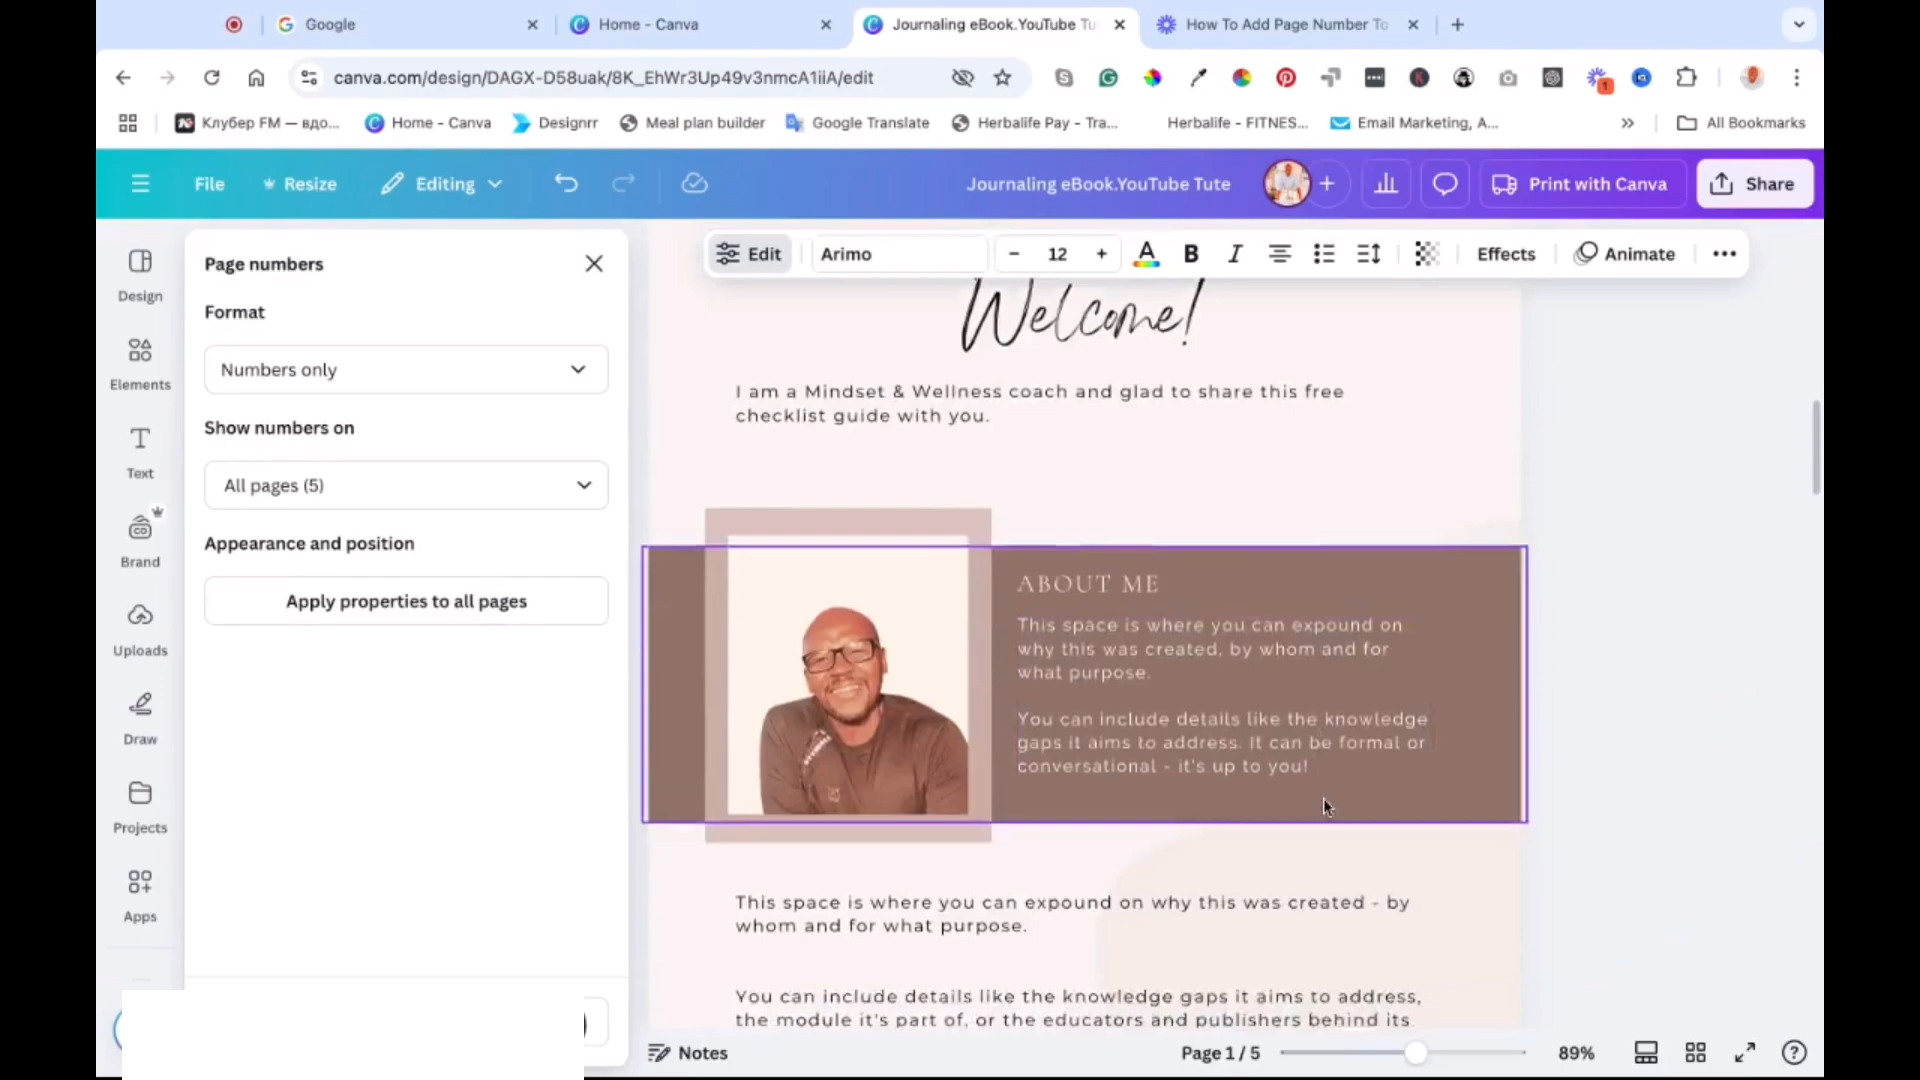 Google
Home - Canva
Journaling eBook.YouTube Tu
How To Add Page Number To
canva.com/design/DAGX-D58uak/8K_EhWr3Up49v3nmcA1iiA/edit
Клубер FM — вдо...
Home - Canva
Designrr
Meal plan builder
Google Translate
Herbalife Pay - Tra...
Herbalife - FITNES...
Email Marketing, A...
All Bookmarks
File
Resize
Editing
Journaling eBook.YouTube Tute
Print with Canva
Share
Edit
Arimo
12
Effects
Animate
Design
Elements
Text
Brand
Uploads
Draw
Projects
Apps
Page numbers
Format
Numbers only
Show numbers on
All pages (5)
Appearance and position
Apply properties to all pages
Welcome!
I am a Mindset & Wellness coach and glad to share this free
checklist guide with you.
ABOUT ME
This space is where you can expound on
why this was created, by whom and for
what purpose.
You can include details like the knowledge
gaps it aims to address. It can be formal or
conversational - it's up to you!
This space is where you can expound on why this was created - by
whom and for what purpose.
You can include details like the knowledge gaps it aims to address,
the module it's part of, or the educators and publishers behind its
Notes
Page 1 / 5
89%